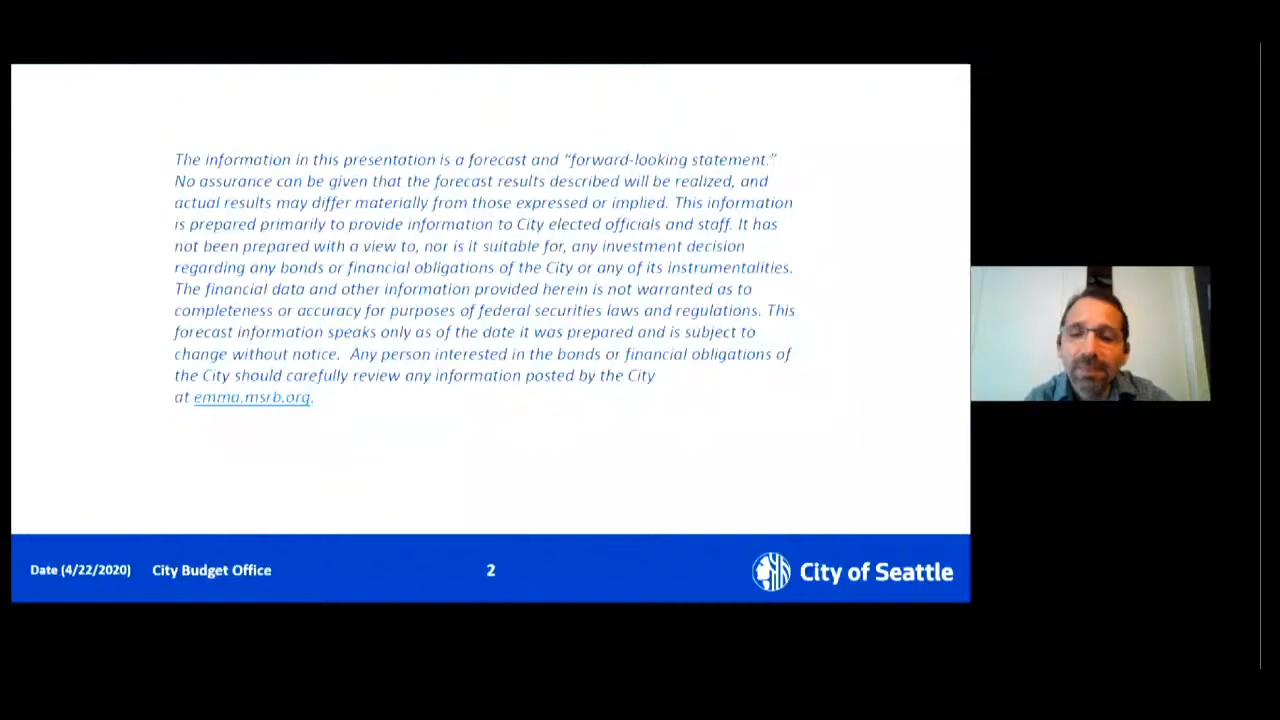 The information in this presentation is a forecast and “forward-looking statement.”
No assurance can be given that the forecast results described will be realized, and
actual results may differ materially from those expressed or implied. This information
is prepared primarily to provide information to City elected officials and staff. It has
not been prepared with a view to, nor is it suitable for, any investment decision
regarding any bonds or financial obligations of the City or any of its instrumentalities.
The financial data and other information provided herein is not warranted as to
completeness or accuracy for purposes of federal securities laws and regulations. This
forecast information speaks only as of the date it was prepared and is subject to
change without notice.  Any person interested in the bonds or financial obligations of
the City should carefully review any information posted by the City
at emma.msrb.org.
Date (4/22/2020) City Budget Office 2 City of Seattle